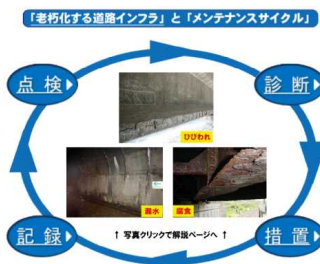 「老朽化する道路インフラ」と「メンテナンスサイクル」
点検
診断
ひびわれ
漏水
腐食
↑ 写真クリックで解説ページへ ↑
記録
措置